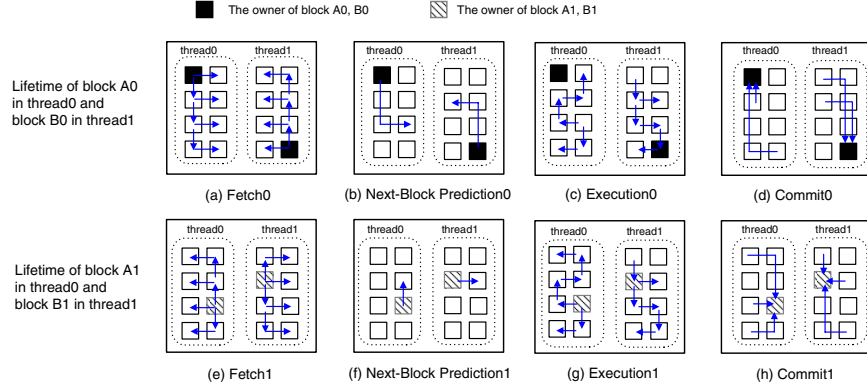 The owner of block A0, B0
The owner of block A1, B1
thread0
thread1
thread0
thread1
thread0
thread1
thread0
thread1
Lifetime of block A0
in thread0 and
block B0 in thread1
(a) Fetch0
(b) Next-Block Prediction0
(c) Execution0
(d) Commit0
thread0
thread1
thread0
thread1
thread0
thread1
thread0
thread1
Lifetime of block A1
in thread0 and
block B1 in thread1
(e) Fetch1
(f) Next-Block Prediction1
(g) Execution1
(h) Commit1